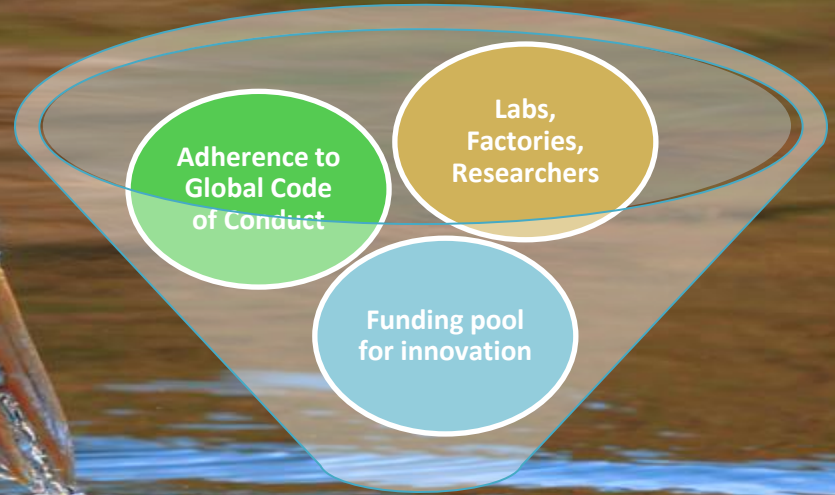 Adherence to
Global Code
of Conduct
Labs,
Factories,
Researchers
Funding pool
for innovation